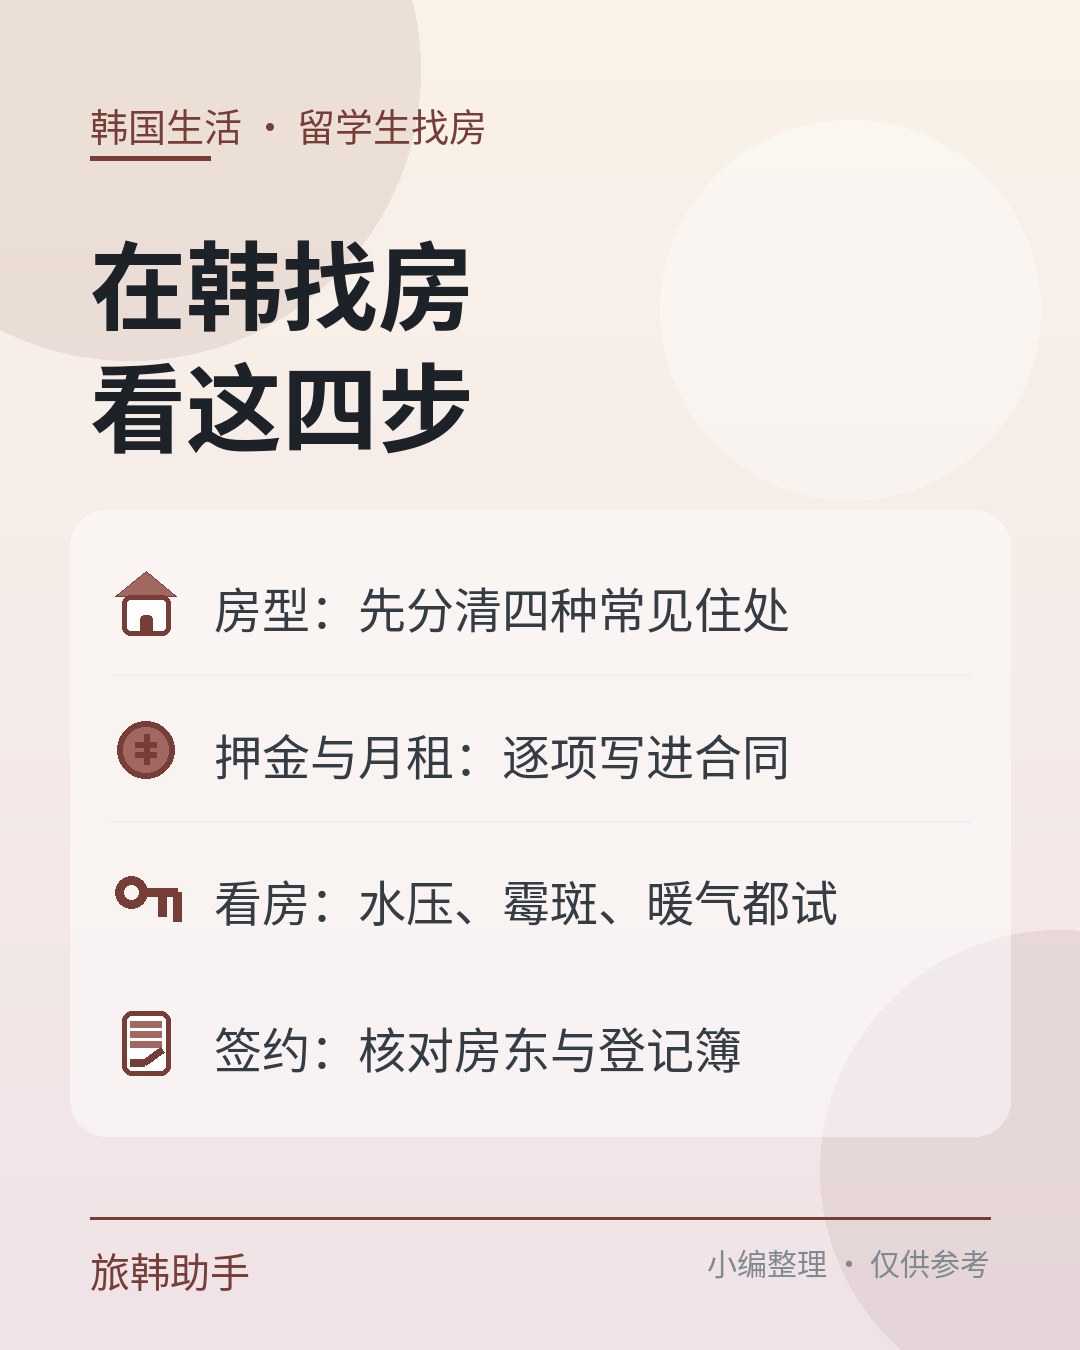 韩国生活 · 留学生找房
在韩找房
看这四步
房型：先分清四种常见住处
押金与月租：逐项写进合同
看房：水压、霉斑、暖气都试
签约：核对房东与登记簿
旅韩助手
小编整理 · 仅供参考